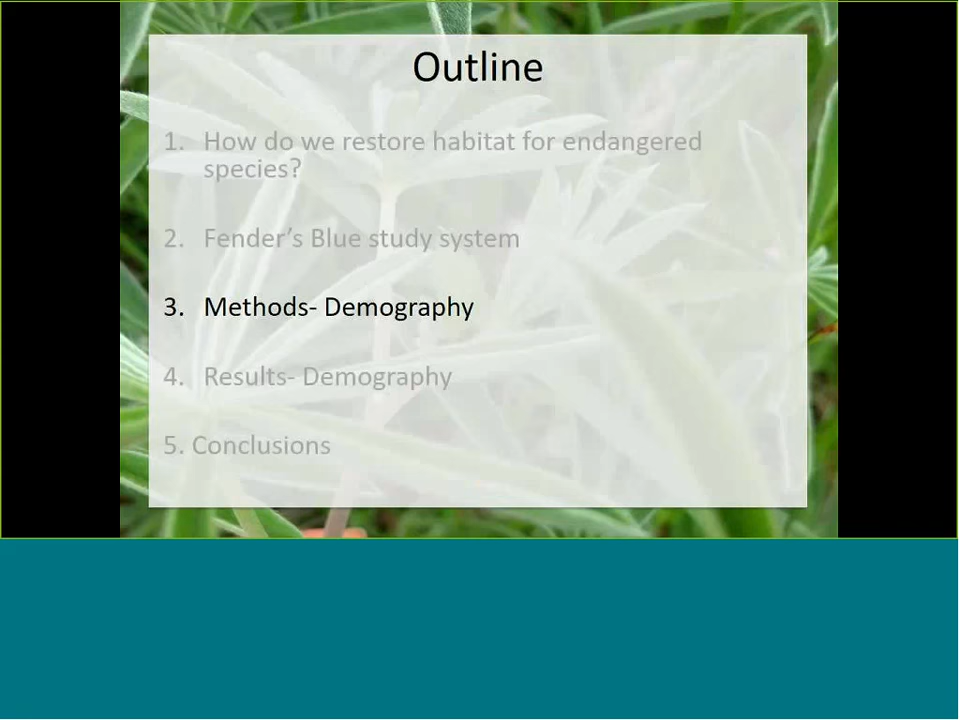 Outline
1. How do we restore habitat for endangered
species?
2. Fender's Blue study system
3. Methods- Demography
4. Results- Demography
5. Conclusions